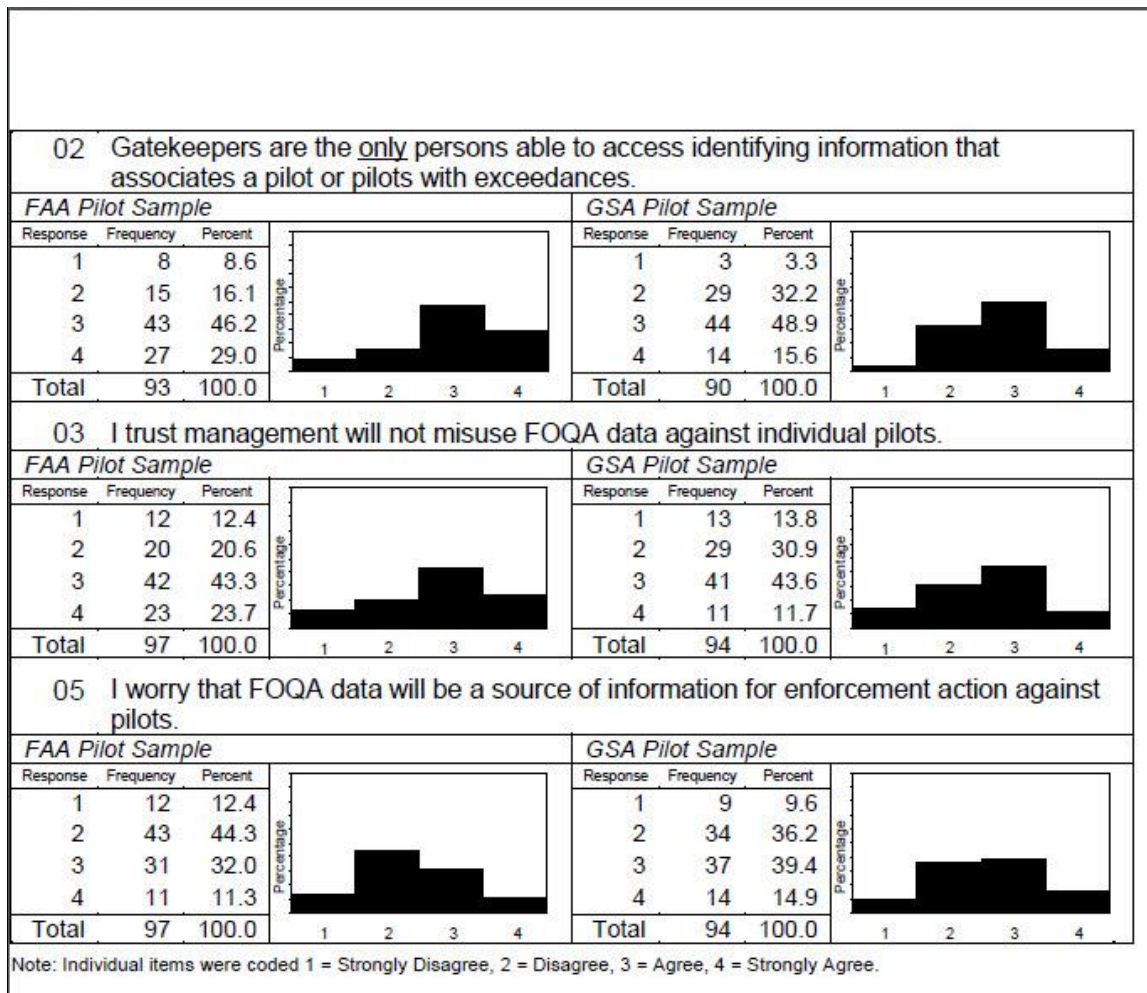 02 Gatekeepers are the only persons able to access identifying information that
associates a pilot or pilots with exceedances.
FAA Pilot Sample
Response Frequency Percent
1 8 8.6
2 15 16.1
3 43 46.2
4 27 29.0
Total 93 100.0
Percentage
1 2 3 4
GSA Pilot Sample
Response Frequency Percent
1 3 3.3
2 29 32.2
3 44 48.9
4 14 15.6
Total 90 100.0
Percentage
1 2 3 4
03 I trust management will not misuse FOQA data against individual pilots.
FAA Pilot Sample
Response Frequency Percent
1 12 12.4
2 20 20.6
3 42 43.3
4 23 23.7
Total 97 100.0
Percentage
1 2 3 4
GSA Pilot Sample
Response Frequency Percent
1 13 13.8
2 29 30.9
3 41 43.6
4 11 11.7
Total 94 100.0
Percentage
1 2 3 4
05 I worry that FOQA data will be a source of information for enforcement action against
pilots.
FAA Pilot Sample
Response Frequency Percent
1 12 12.4
2 43 44.3
3 31 32.0
4 11 11.3
Total 97 100.0
Percentage
1 2 3 4
GSA Pilot Sample
Response Frequency Percent
1 9 9.6
2 34 36.2
3 37 39.4
4 14 14.9
Total 94 100.0
Percentage
1 2 3 4
Note: Individual items were coded 1 = Strongly Disagree, 2 = Disagree, 3 = Agree, 4 = Strongly Agree.